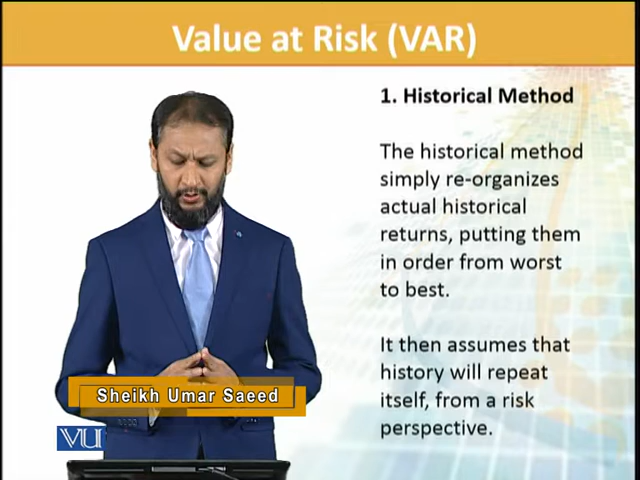 Value at Risk (VAR)
1. Historical Method
The historical method
simply re-organizes
actual historical
returns, putting them
in order from worst
to best.
It then assumes that
history will repeat
itself, from a risk
perspective.
Sheikh Umar Saeed
VU